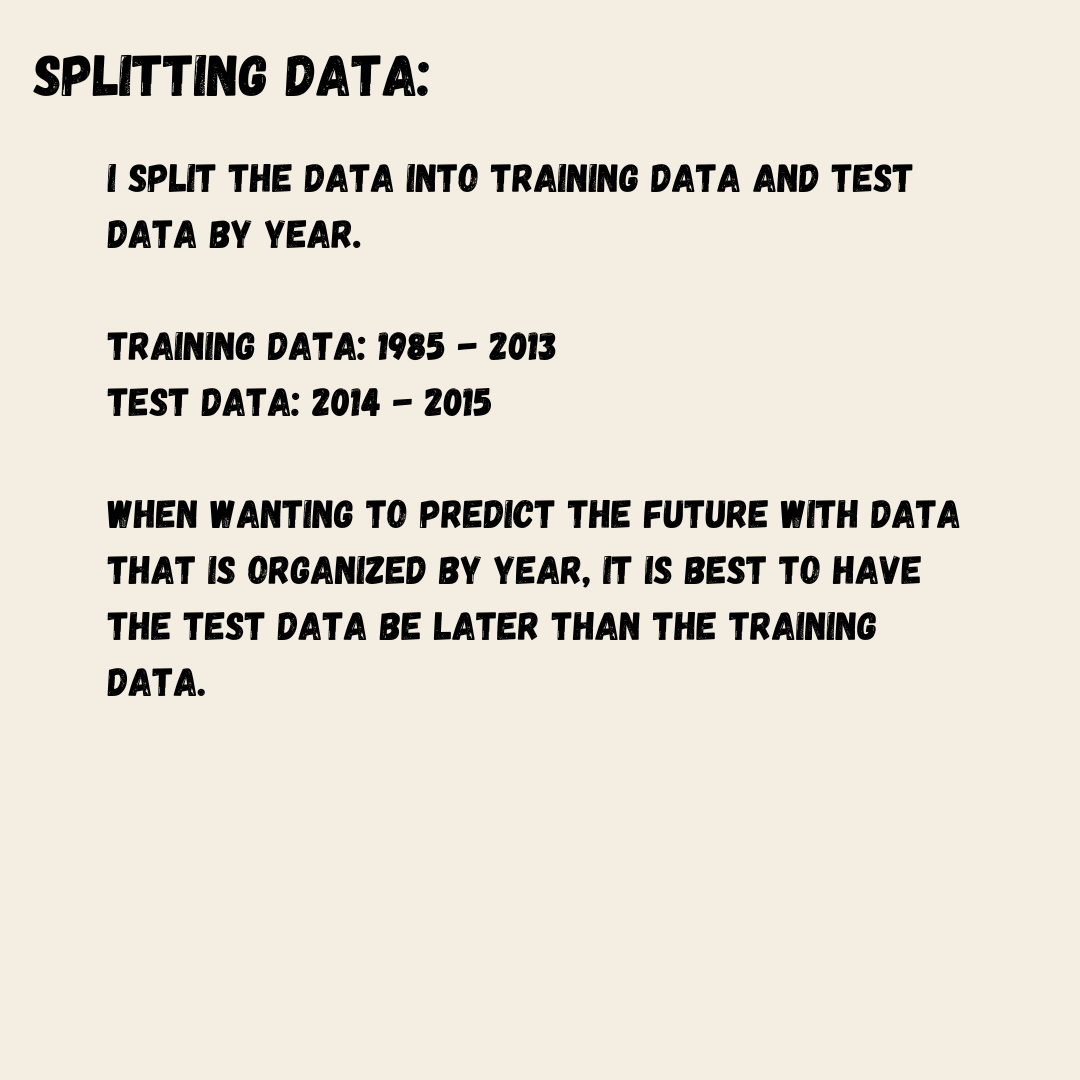 SPLITTING DATA:
I SPLIT THE DATA INTO TRAINING DATA AND TEST
DATA BY YEAR.
TRAINING DATA: 1985 - 2013
TEST DATA: 2014 - 2015
WHEN WANTING TO PREDICT THE FUTURE WITH DATA
THAT IS ORGANIZED BY YEAR, IT IS BEST TO HAVE
THE TEST DATA BE LATER THAN THE TRAINING
DATA.